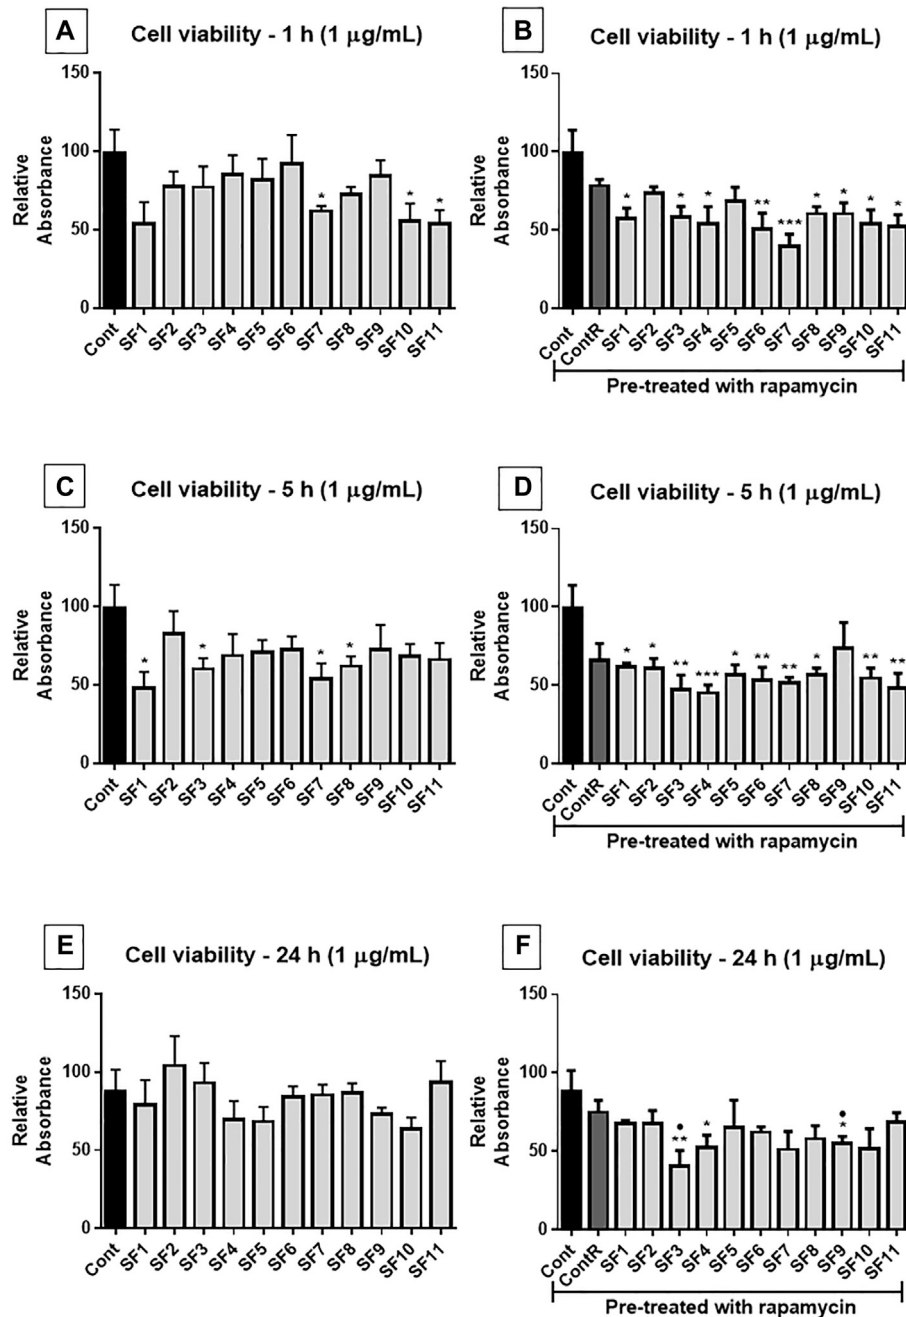 A
Cell viability - 1 h (1 μg/mL)
Relative
Absorbance
150
100
50
0
*
*
*
Cont
SF1
SF2
SF3
SF4
SF5
SF6
SF7
SF8
SF9
SF10
SF11
B
Cell viability - 1 h (1 μg/mL)
Relative
Absorbance
150
100
50
0
*
*
*
**
***
*
*
*
*
Cont
ContR
SF1
SF2
SF3
SF4
SF5
SF6
SF7
SF8
SF9
SF10
SF11
Pre-treated with rapamycin
C
Cell viability - 5 h (1 μg/mL)
Relative
Absorbance
150
100
50
0
*
*
*
*
Cont
SF1
SF2
SF3
SF4
SF5
SF6
SF7
SF8
SF9
SF10
SF11
D
Cell viability - 5 h (1 μg/mL)
Relative
Absorbance
150
100
50
0
*
*
**
***
*
**
**
*
**
**
Cont
ContR
SF1
SF2
SF3
SF4
SF5
SF6
SF7
SF8
SF9
SF10
SF11
Pre-treated with rapamycin
E
Cell viability - 24 h (1 μg/mL)
Relative
Absorbance
150
100
50
0
Cont
SF1
SF2
SF3
SF4
SF5
SF6
SF7
SF8
SF9
SF10
SF11
F
Cell viability - 24 h (1 μg/mL)
Relative
Absorbance
150
100
50
0
•
**
*
•
*
Cont
ContR
SF1
SF2
SF3
SF4
SF5
SF6
SF7
SF8
SF9
SF10
SF11
Pre-treated with rapamycin